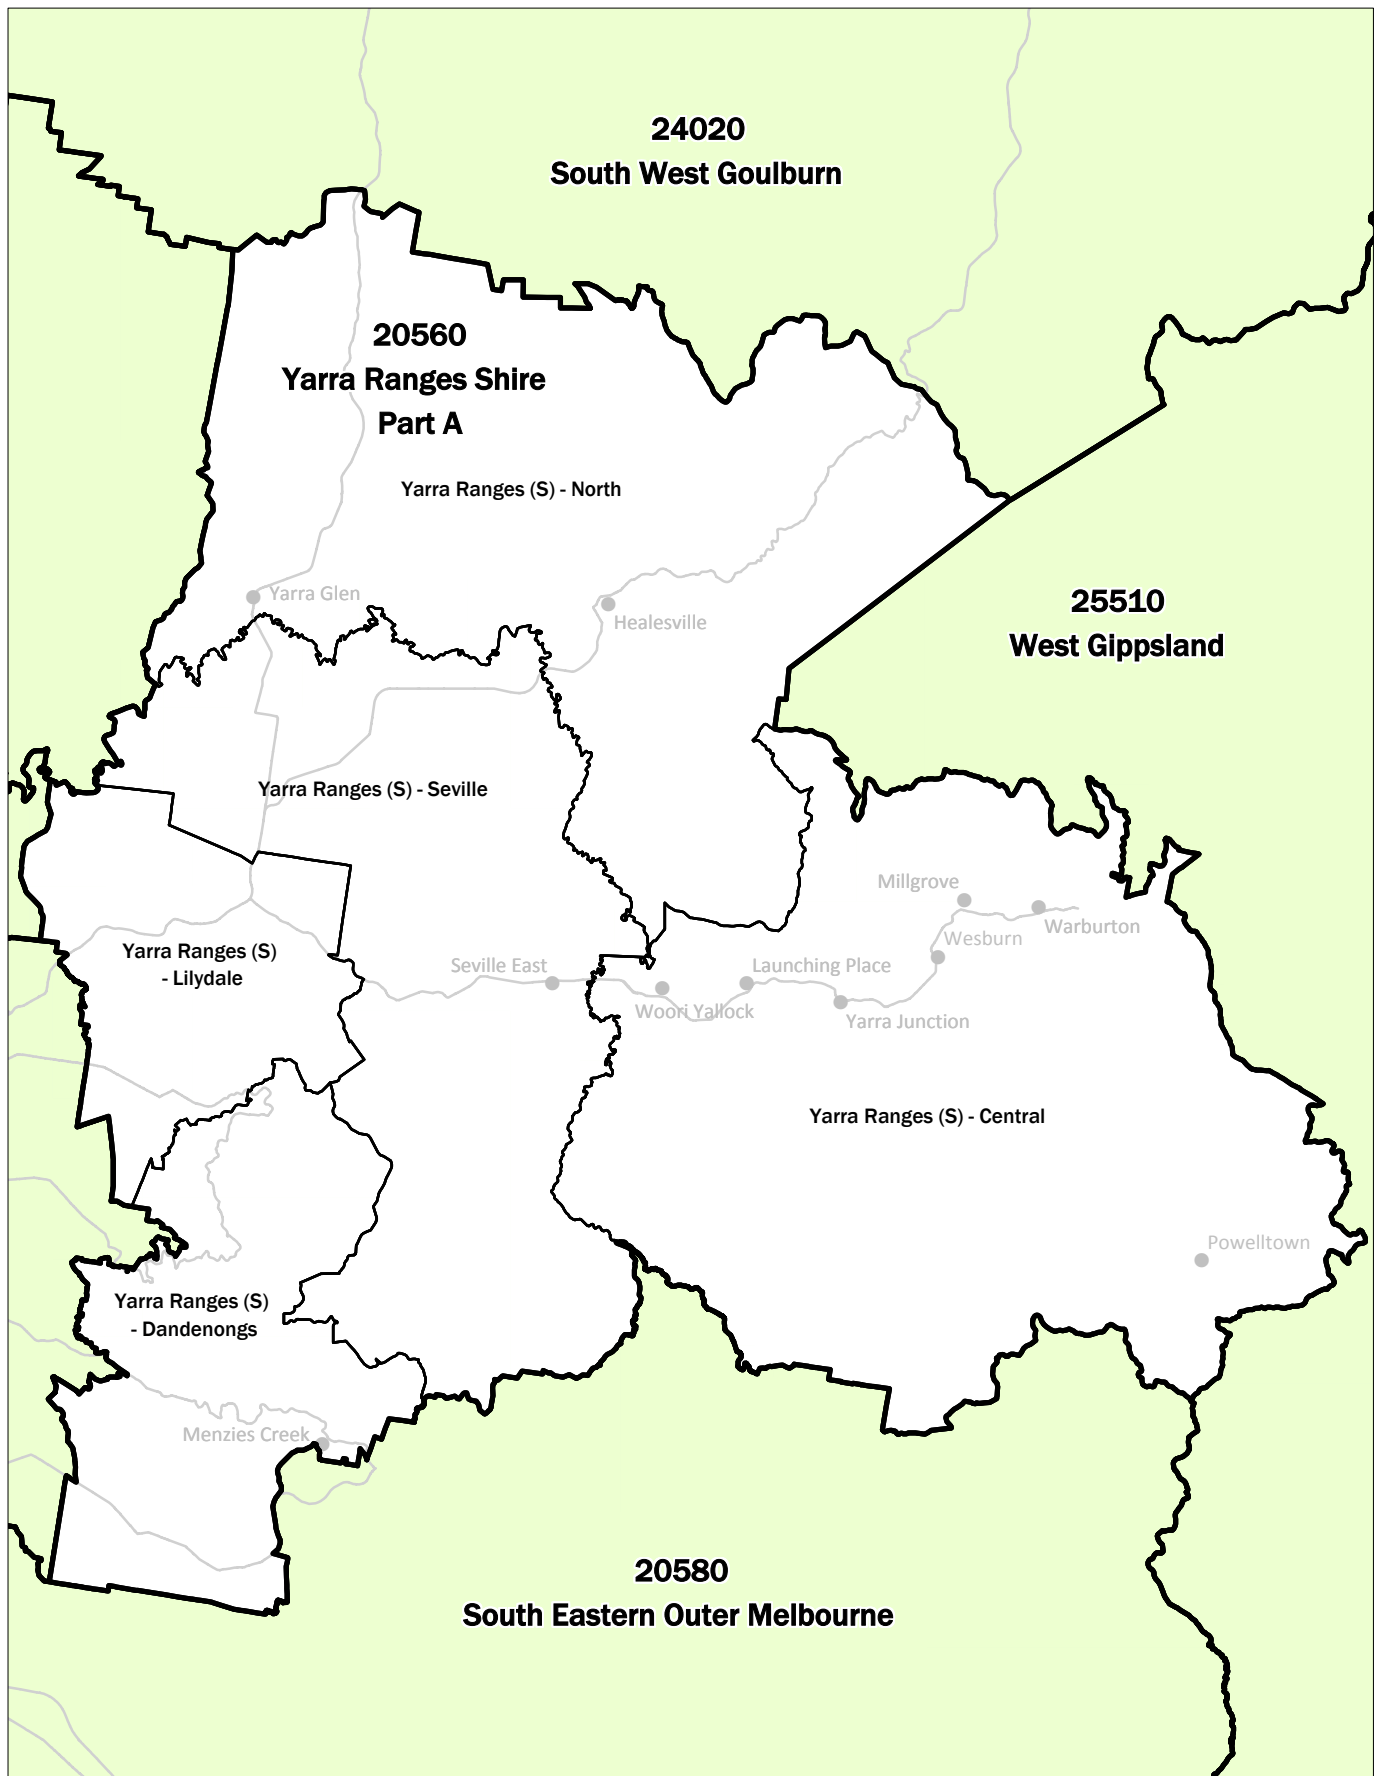 24020
South West Goulburn
20560
Yarra Ranges Shire
Part A
Yarra Ranges (S) - North
Yarra Glen
Healesville
25510
West Gippsland
Yarra Ranges (S) - Seville
Millgrove
Warburton
Wesburn
Yarra Ranges (S)
- Lilydale
Seville East
Launching Place
Woori Yallock
Yarra Junction
Yarra Ranges (S) - Central
Powelltown
Yarra Ranges (S)
- Dandenongs
Menzies Creek
20580
South Eastern Outer Melbourne